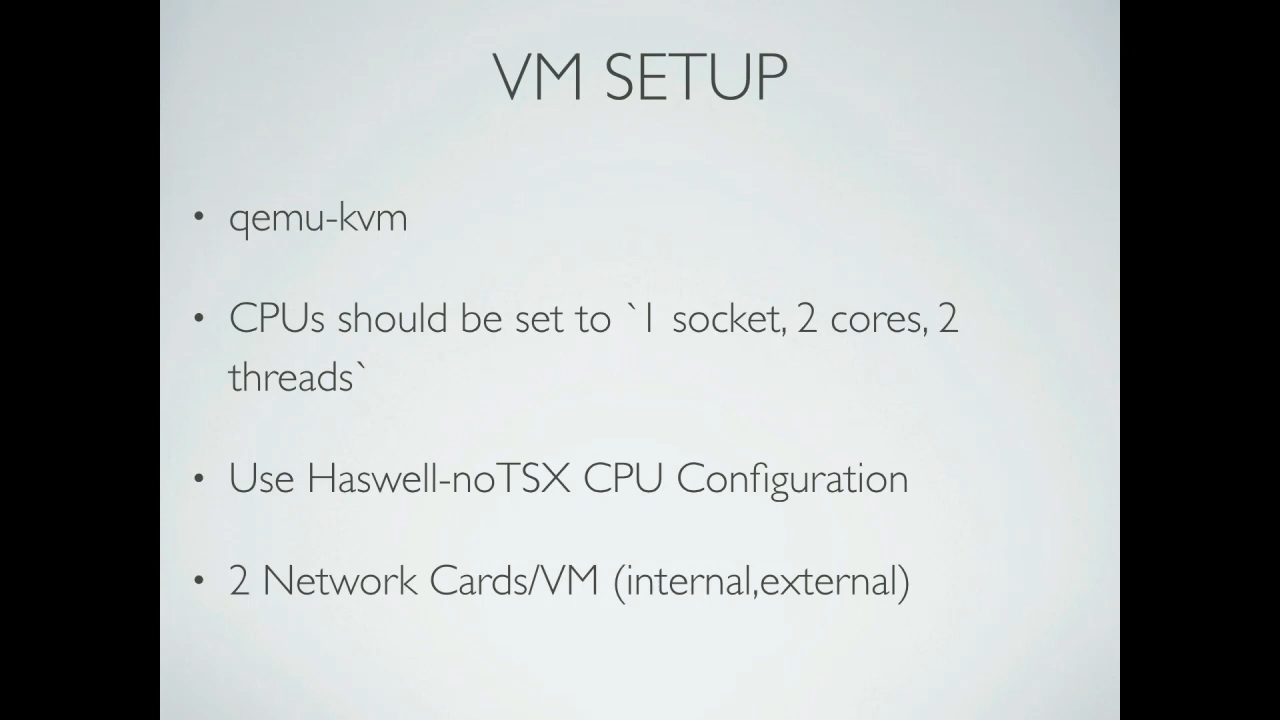 VM SETUP
• qemu-kvm
• CPUs should be set to `1 socket, 2 cores, 2
threads`
• Use Haswell-noTSX CPU Configuration
• 2 Network Cards/VM (internal,external)